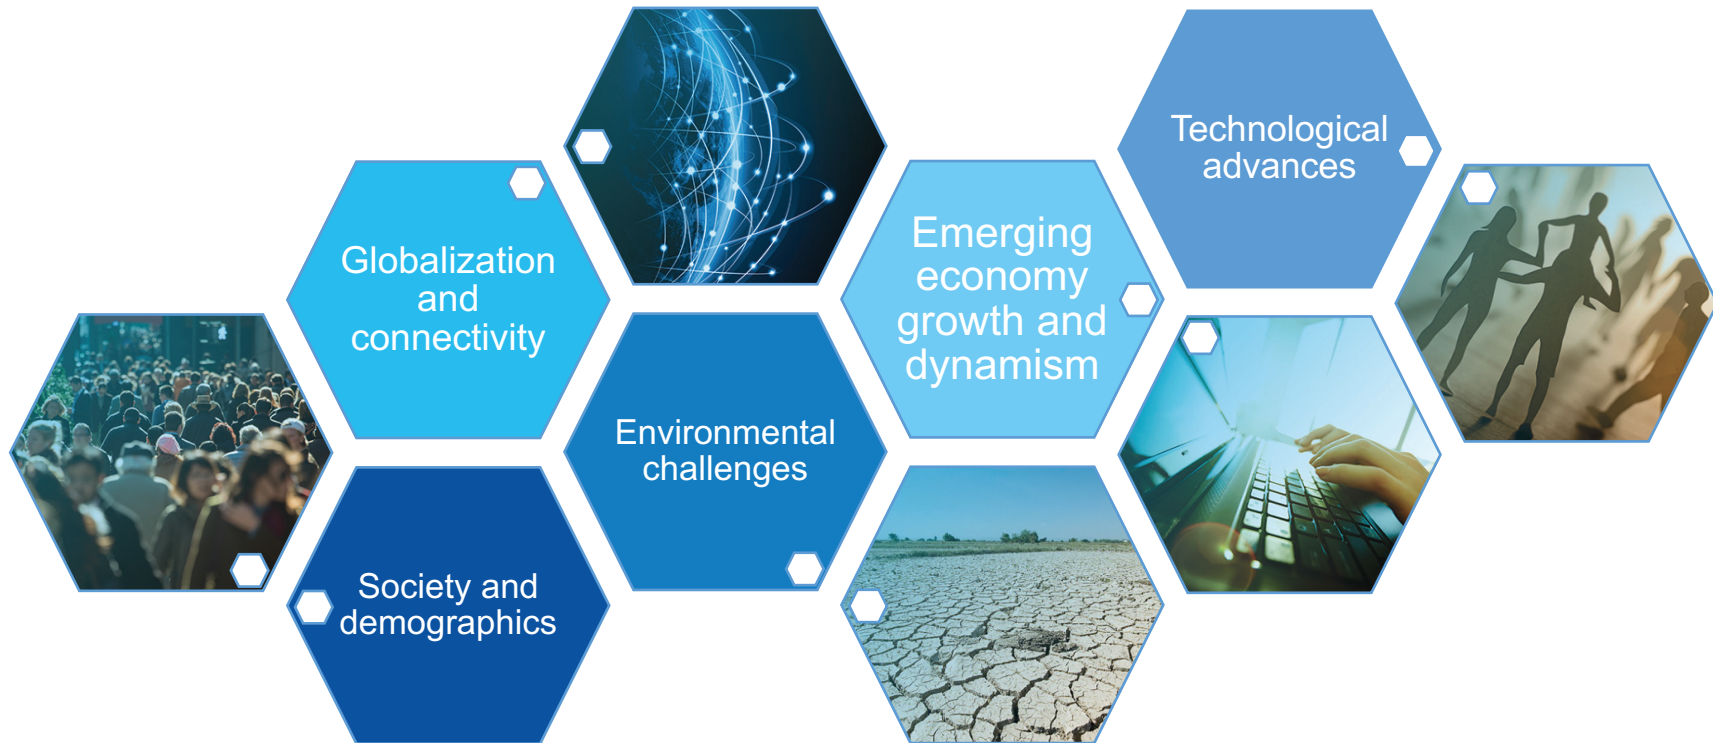 Globalization
and
connectivity
Society and
demographics
Environmental
challenges
Emerging
economy
growth and
dynamism
Technological
advances